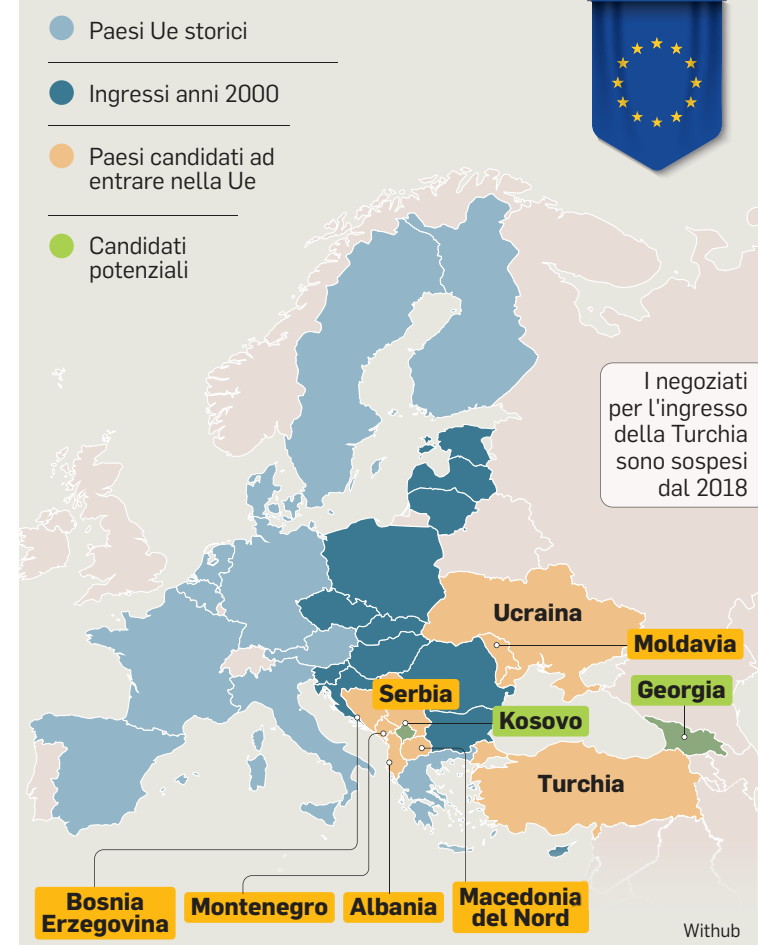 Paesi Ue storici
Ingressi anni 2000
Paesi candidati ad
entrare nella Ue
Candidati
potenziali
I negoziati
per l'ingresso
della Turchia
sono sospesi
dal 2018
Ucraina
Moldavia
Serbia
Georgia
Kosovo
Turchia
Bosnia
Erzegovina
Montenegro
Albania
Macedonia
del Nord
Withub